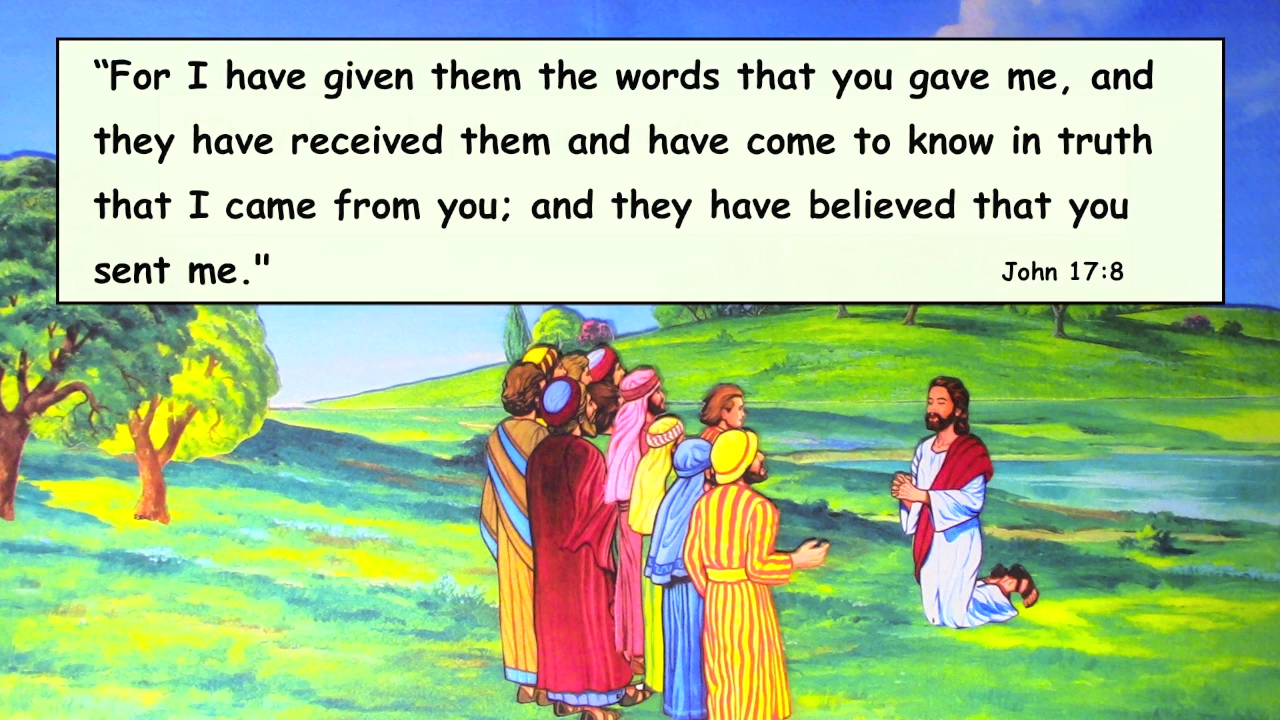 “For I have given them the words that you gave me, and
they have received them and have come to know in truth
that I came from you; and they have believed that you
sent me."
John 17:8